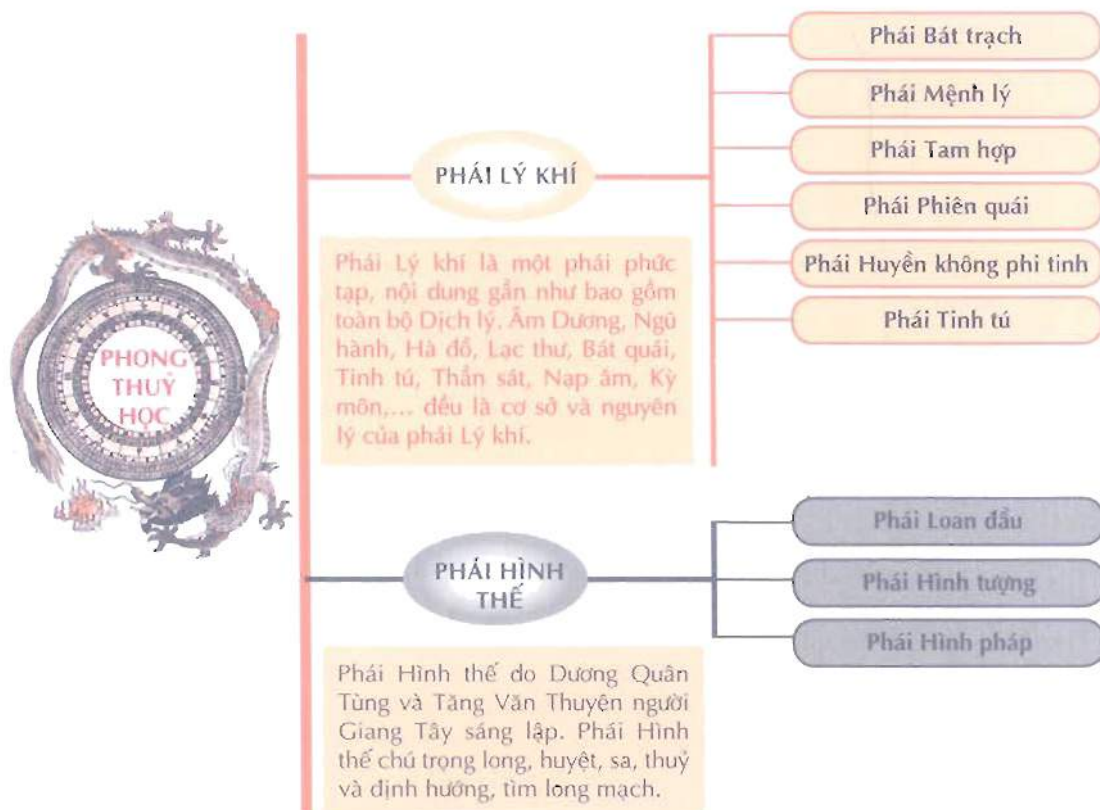 PHONG
THUỶ
HỌC
PHÁI LÝ KHÍ
Phái Lý khí là một phái phức
tạp, nội dung gần như bao gồm
toàn bộ Dịch lý. Âm Dương, Ngũ
hành, Hà đồ, Lạc thư, Bát quái,
Tinh tú, Thần sát, Nạp âm, Kỳ
môn,... đều là cơ sở và nguyên
lý của phái Lý khí.
Phái Bát trạch
Phái Mệnh lý
Phái Tam hợp
Phái Phiên quái
Phái Huyền không phi tinh
Phái Tinh tú
PHÁI HÌNH
THẾ
Phái Hình thế do Dương Quân
Tùng và Tăng Văn Thuyện người
Giang Tây sáng lập. Phái Hình
thế chú trọng long, huyệt, sa, thuỷ
và định hướng, tìm long mạch.
Phái Loan đầu
Phái Hình tượng
Phái Hình pháp